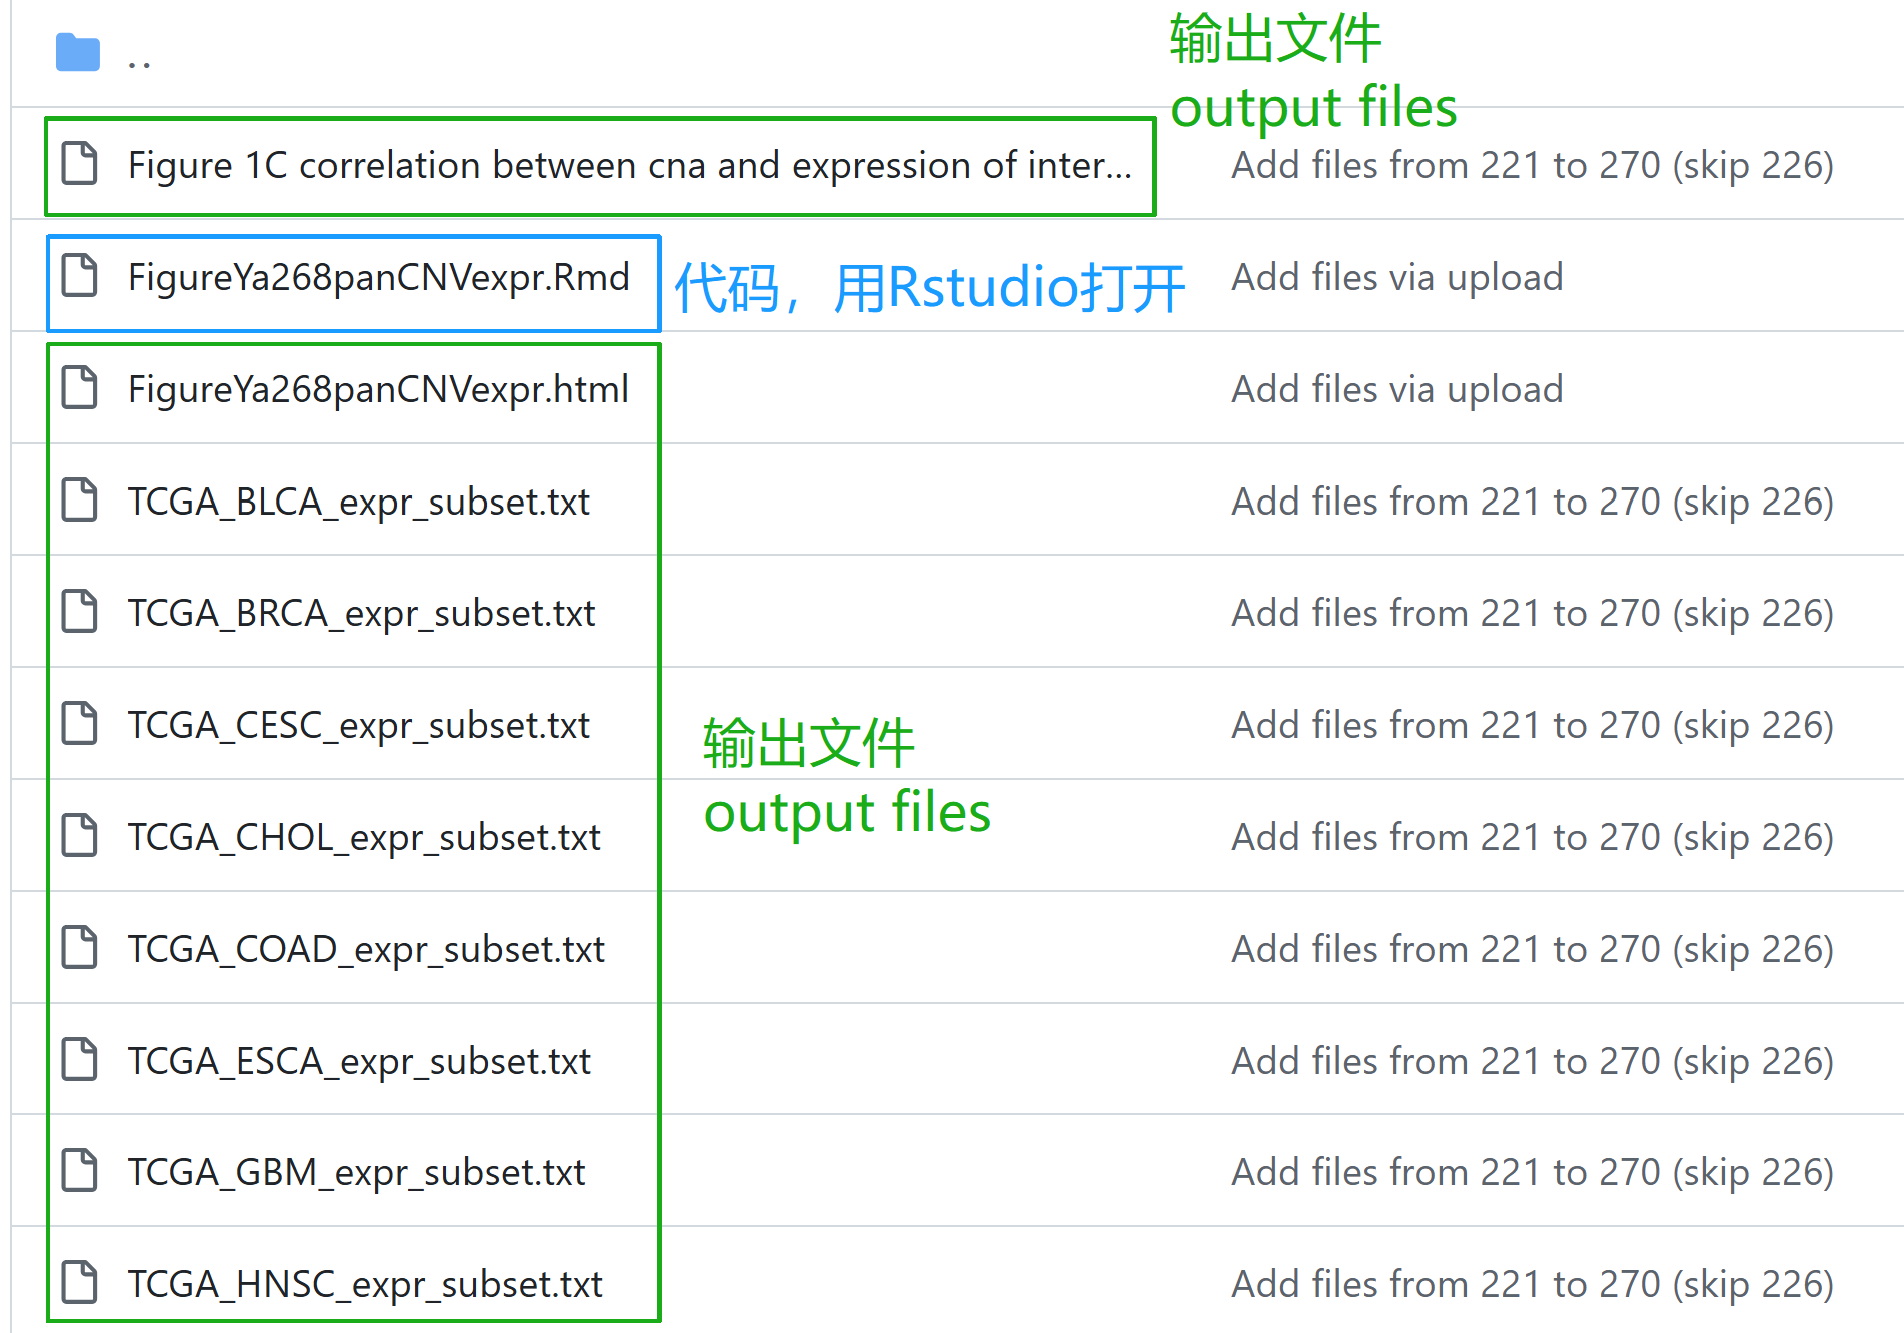 ..
输出文件
output files
Figure 1C correlation between cna and expression of inter...
Add files from 221 to 270 (skip 226)
FigureYa268panCNVexpr.Rmd
代码，用Rstudio打开
Add files via upload
FigureYa268panCNVexpr.html
Add files via upload
TCGA_BLCA_expr_subset.txt
Add files from 221 to 270 (skip 226)
TCGA_BRCA_expr_subset.txt
Add files from 221 to 270 (skip 226)
TCGA_CESC_expr_subset.txt
输出文件
output files
Add files from 221 to 270 (skip 226)
TCGA_CHOL_expr_subset.txt
Add files from 221 to 270 (skip 226)
TCGA_COAD_expr_subset.txt
Add files from 221 to 270 (skip 226)
TCGA_ESCA_expr_subset.txt
Add files from 221 to 270 (skip 226)
TCGA_GBM_expr_subset.txt
Add files from 221 to 270 (skip 226)
TCGA_HNSC_expr_subset.txt
Add files from 221 to 270 (skip 226)